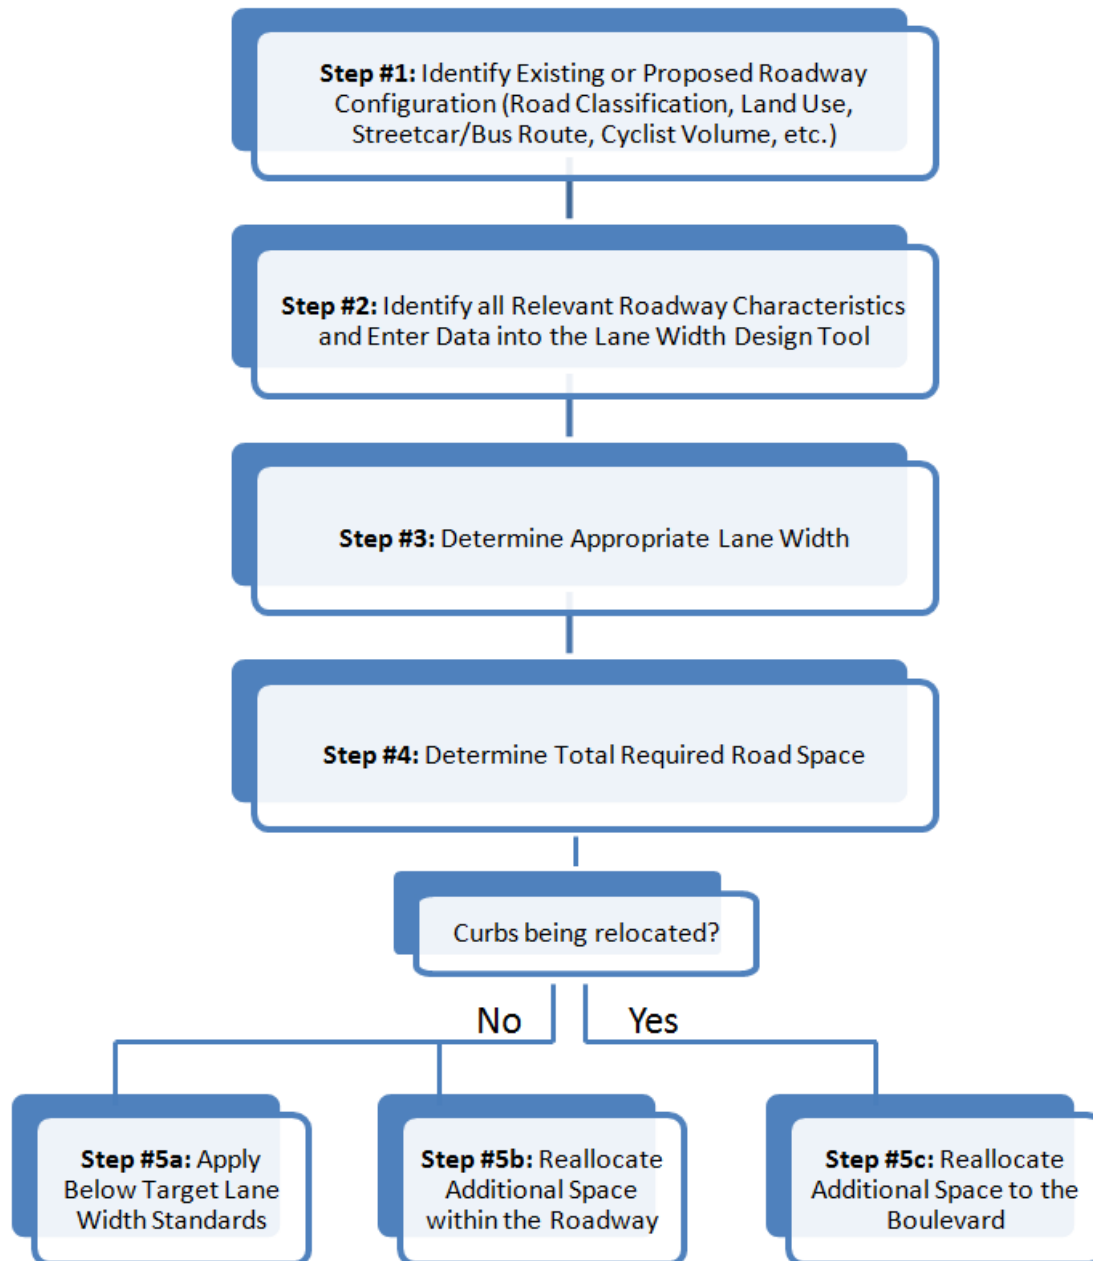 Step #1: Identify Existing or Proposed Roadway
Configuration (Road Classification, Land Use,
Streetcar/Bus Route, Cyclist Volume, etc.)
Step #2: Identify all Relevant Roadway Characteristics
and Enter Data into the Lane Width Design Tool
Step #3: Determine Appropriate Lane Width
Step #4: Determine Total Required Road Space
Curbs being relocated?
No
Yes
Step #5a: Apply
Below Target Lane
Width Standards
Step #5b: Reallocate
Additional Space
within the Roadway
Step #5c: Reallocate
Additional Space to the
Boulevard